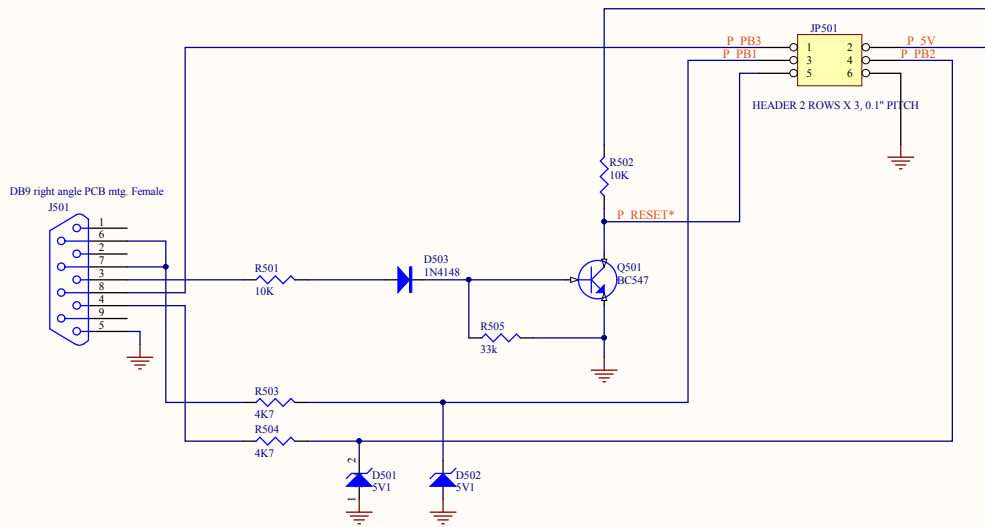 JP501
P_PB3
1
2
P_5V
P_PB1
3
4
P_PB2
5
6
HEADER 2 ROWS X 3, 0.1" PITCH
R502
10K
P_RESET*
DB9 right angle PCB mtg. Female
J501
1
6
2
7
3
8
4
9
5
R501
10K
D503
1N4148
Q501
BC547
R505
33k
R503
4K7
R504
4K7
2
1
D501
5V1
D502
5V1